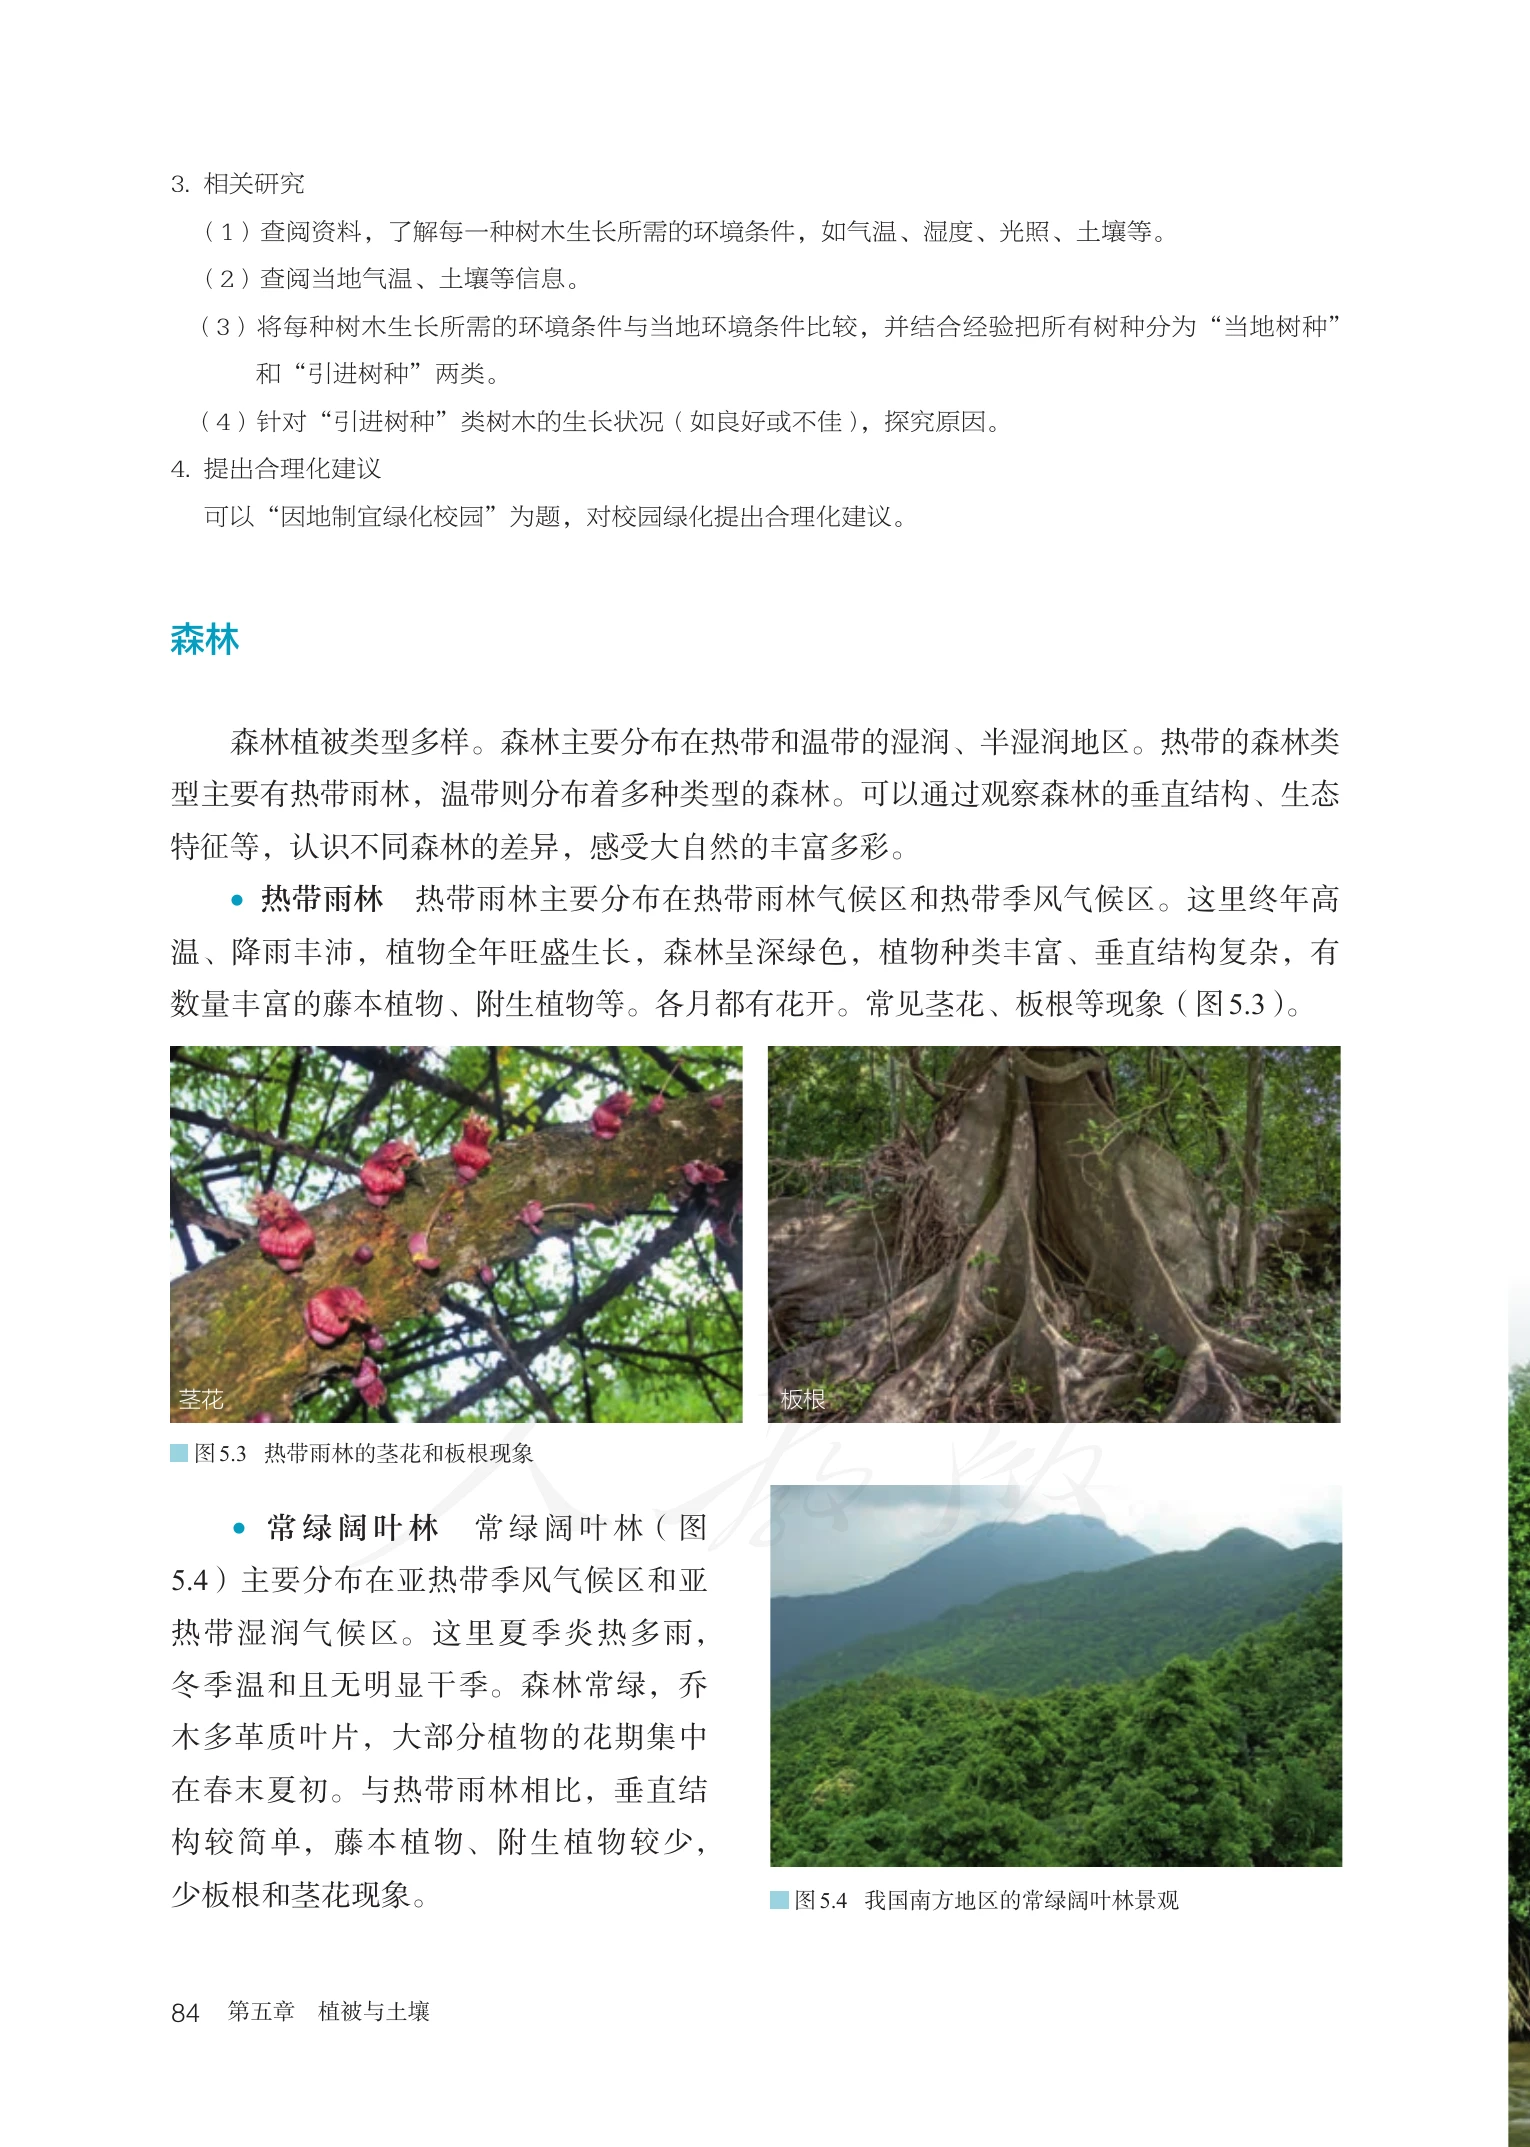 3. 相关研究
（1）查阅资料，了解每一种树木生长所需的环境条件，如气温、湿度、光照、土壤等。
（2）查阅当地气温、土壤等信息。
（3）将每种树木生长所需的环境条件与当地环境条件比较，并结合经验把所有树种分为“当地树种”
和“引进树种”两类。
（4）针对“引进树种”类树木的生长状况（如良好或不佳），探究原因。
4. 提出合理化建议
可以“因地制宜绿化校园”为题，对校园绿化提出合理化建议。
森林
森林植被类型多样。森林主要分布在热带和温带的湿润、半湿润地区。热带的森林类
型主要有热带雨林，温带则分布着多种类型的森林。可以通过观察森林的垂直结构、生态
特征等，认识不同森林的差异，感受大自然的丰富多彩。
• 热带雨林 热带雨林主要分布在热带雨林气候区和热带季风气候区。这里终年高
温、降雨丰沛，植物全年旺盛生长，森林呈深绿色，植物种类丰富、垂直结构复杂，有
数量丰富的藤本植物、附生植物等。各月都有花开。常见茎花、板根等现象（图5.3）。
茎花
板根
图5.3 热带雨林的茎花和板根现象
• 常绿阔叶林 常绿阔叶林（图
5.4）主要分布在亚热带季风气候区和亚
热带湿润气候区。这里夏季炎热多雨，
冬季温和且无明显干季。森林常绿，乔
木多革质叶片，大部分植物的花期集中
在春末夏初。与热带雨林相比，垂直结
构较简单，藤本植物、附生植物较少，
少板根和茎花现象。
图5.4 我国南方地区的常绿阔叶林景观
人教版
84 第五章 植被与土壤